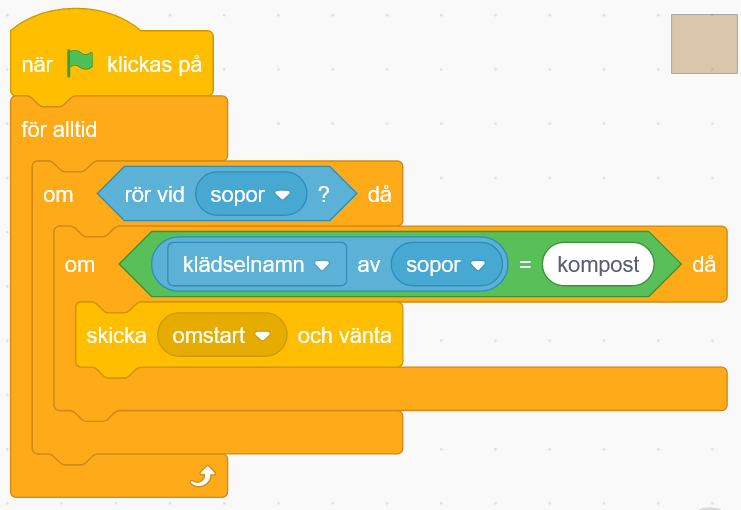 när klickas på
för alltid
om rör vid sopor ? då
om klädselnamn av sopor = kompost då
skicka omstart och vänta